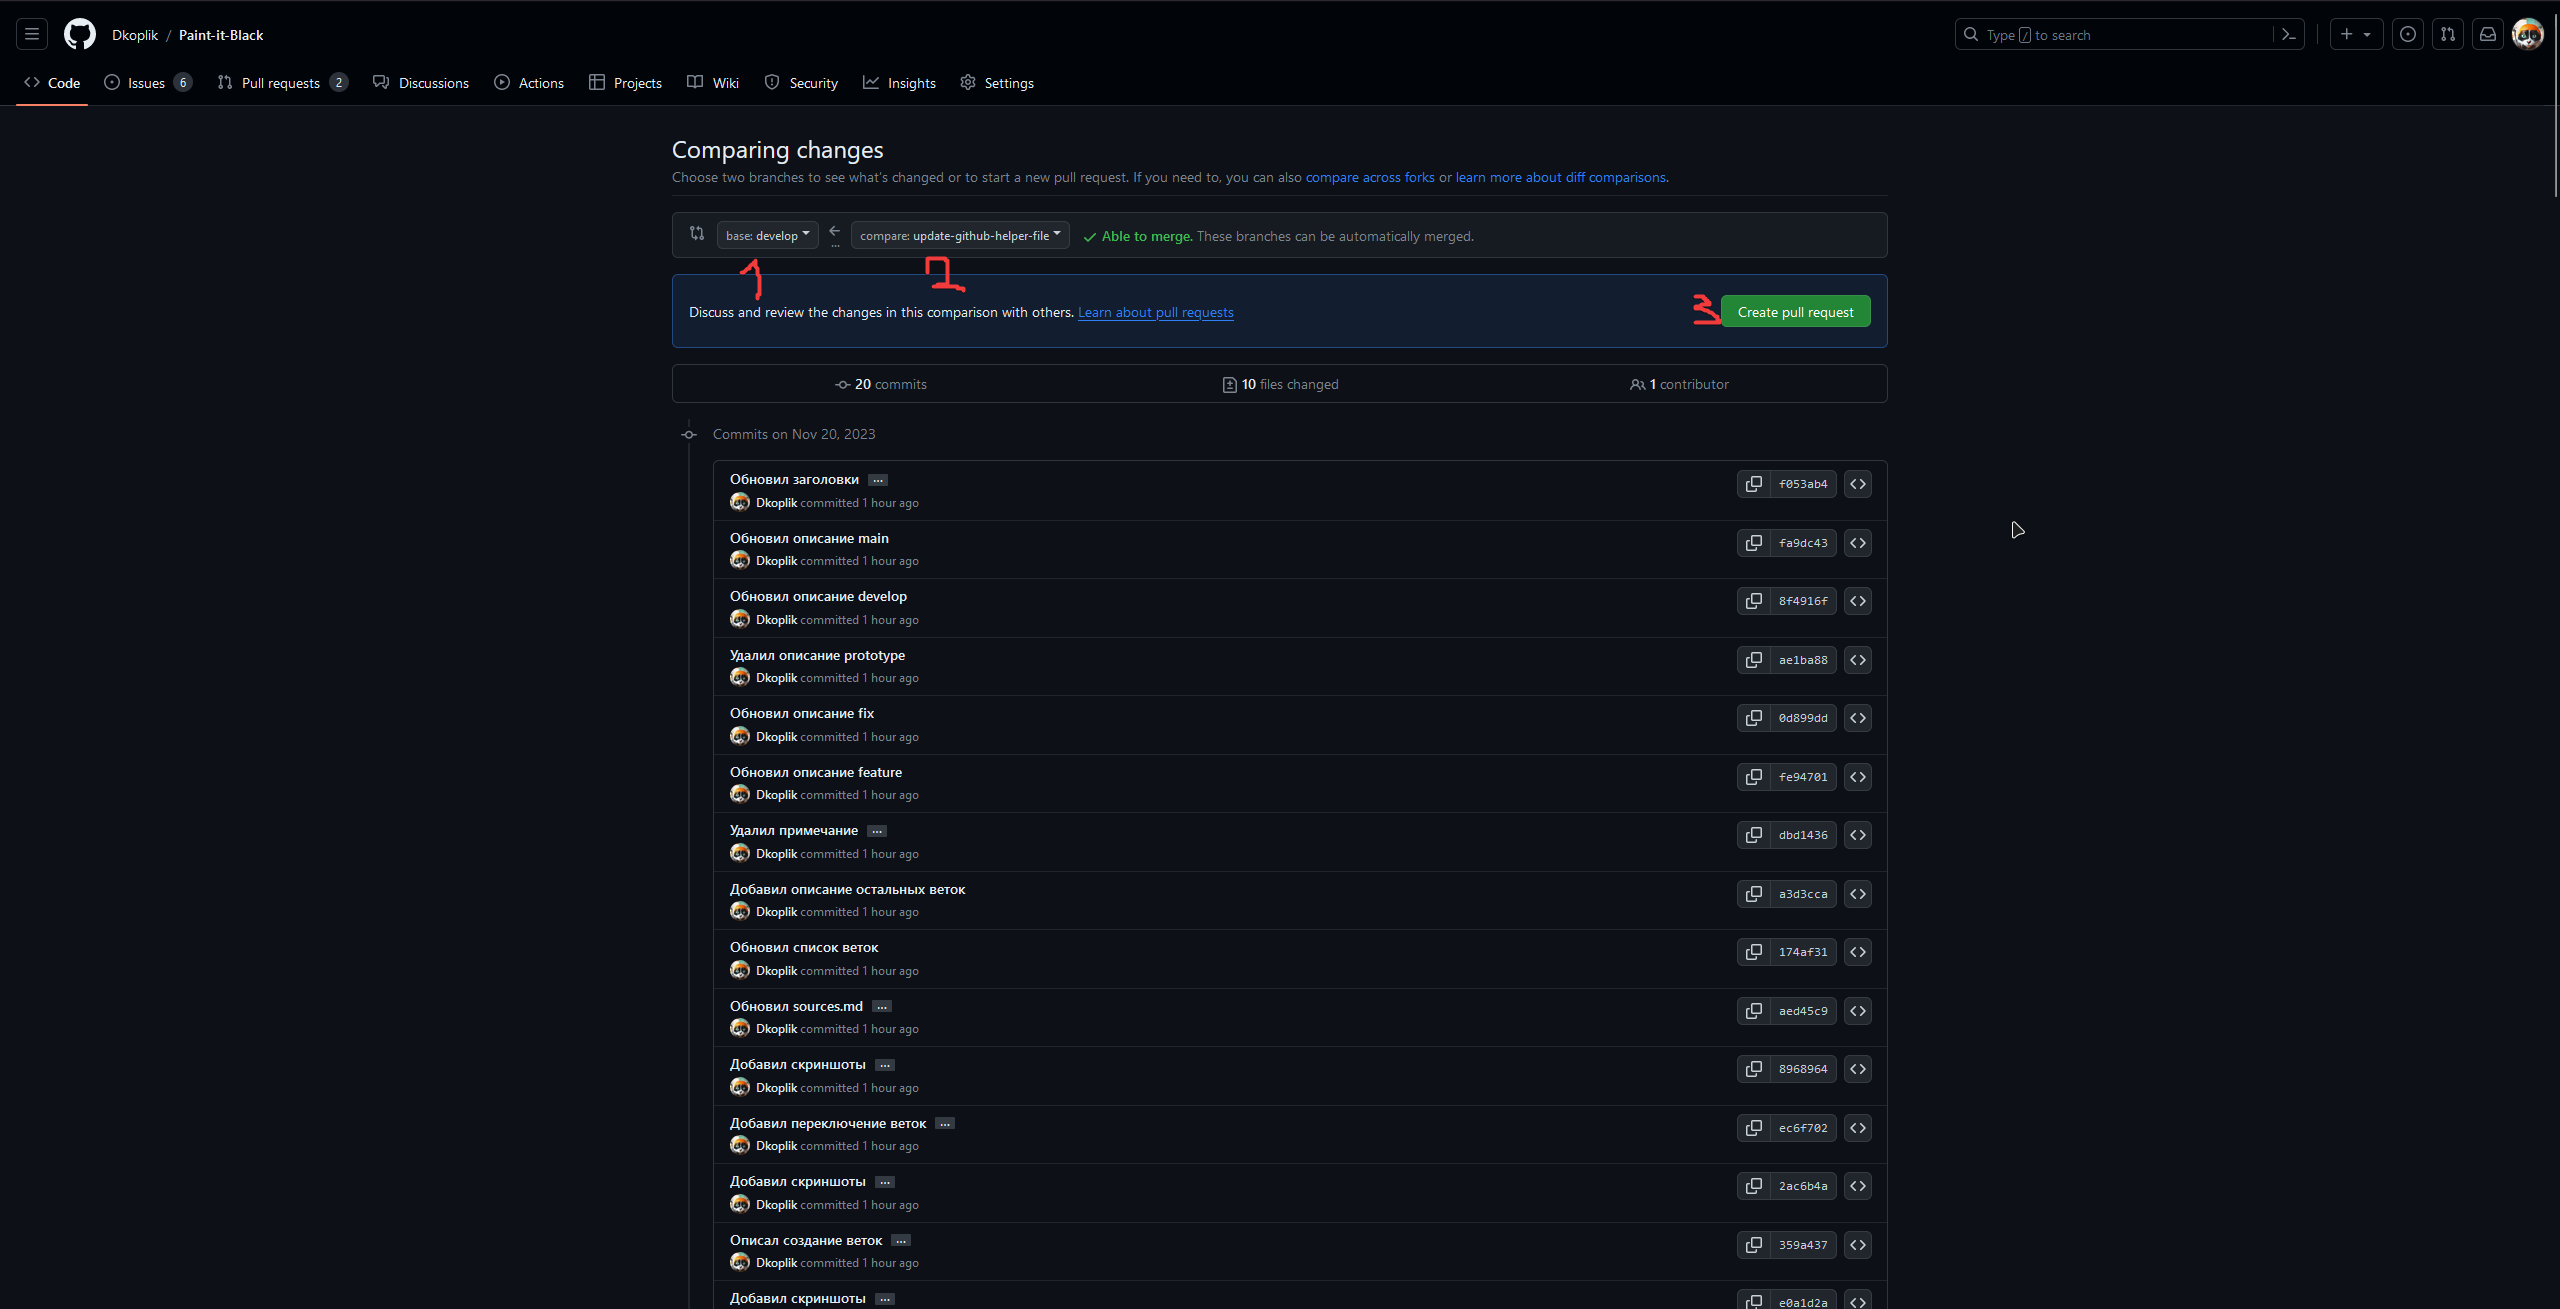 Dkoplik / Paint-it-Black
Type / to search
Code
Issues 6
Pull requests 2
Discussions
Actions
Projects
Wiki
Security
Insights
Settings
Comparing changes
Choose two branches to see what's changed or to start a new pull request. If you need to, you can also compare across forks or learn more about diff comparisons.
base: develop
...
compare: update-github-helper-file
Able to merge. These branches can be automatically merged.
1
2
Discuss and review the changes in this comparison with others. Learn about pull requests
3
Create pull request
20 commits
10 files changed
1 contributor
Commits on Nov 20, 2023
Обновил заголовки ...
f053ab4
Dkoplik committed 1 hour ago
Обновил описание main
fa9dc43
Dkoplik committed 1 hour ago
Обновил описание develop
8f4916f
Dkoplik committed 1 hour ago
Удалил описание prototype
ae1ba88
Dkoplik committed 1 hour ago
Обновил описание fix
0d899dd
Dkoplik committed 1 hour ago
Обновил описание feature
fe94701
Dkoplik committed 1 hour ago
Удалил примечание ...
dbd1436
Dkoplik committed 1 hour ago
Добавил описание остальных веток
a3d3cca
Dkoplik committed 1 hour ago
Обновил список веток
174af31
Dkoplik committed 1 hour ago
Обновил sources.md ...
aed45c9
Dkoplik committed 1 hour ago
Добавил скриншоты ...
8968964
Dkoplik committed 1 hour ago
Добавил переключение веток ...
ec6f702
Dkoplik committed 1 hour ago
Добавил скриншоты ...
2ac6b4a
Dkoplik committed 1 hour ago
Описал создание веток ...
359a437
Dkoplik committed 1 hour ago
Добавил скриншоты ...
e0a1d2a